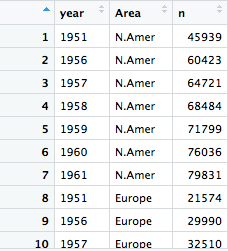 year Area n
1 1951 N.Amer 45939
2 1956 N.Amer 60423
3 1957 N.Amer 64721
4 1958 N.Amer 68484
5 1959 N.Amer 71799
6 1960 N.Amer 76036
7 1961 N.Amer 79831
8 1951 Europe 21574
9 1956 Europe 29990
10 1957 Europe 32510